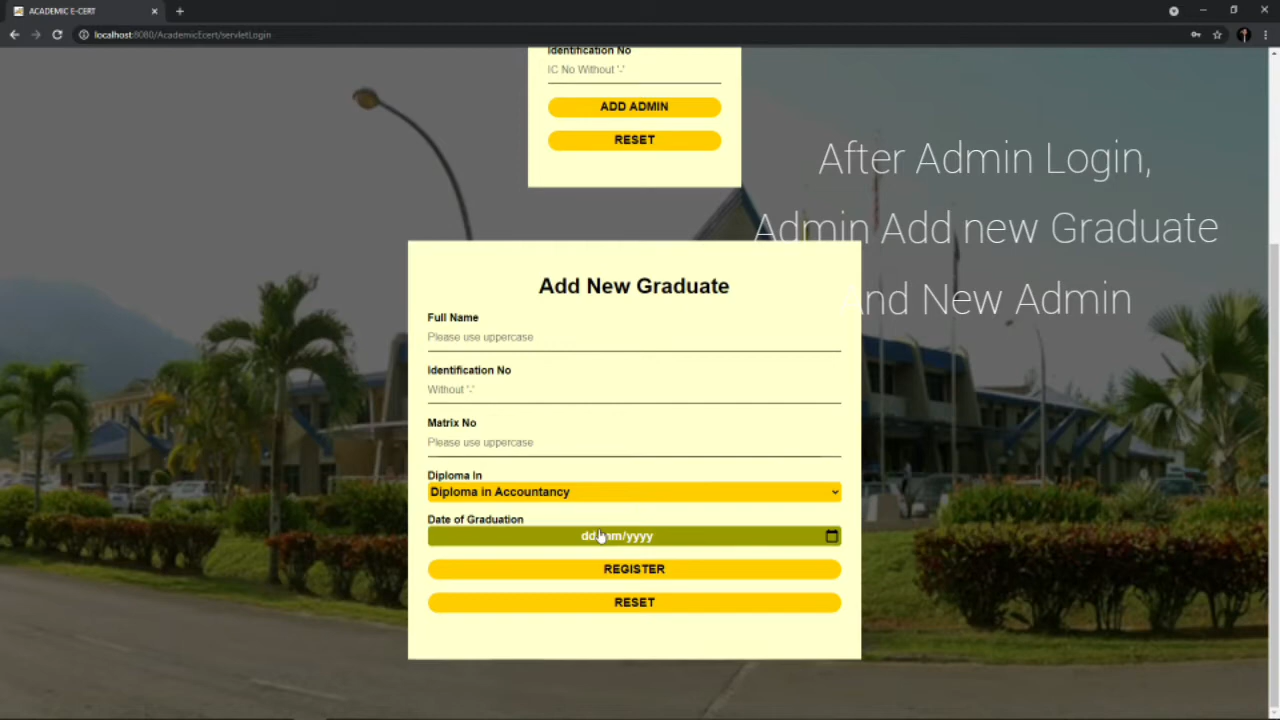 ACADEMIC E-CERT
localhost:8080/AcademicEcert/servletLogin
Identification No
IC No Without '-'
ADD ADMIN
RESET
After Admin Login,
Admin Add new Graduate
And New Admin
Add New Graduate
Full Name
Please use uppercase
Identification No
Without '-'
Matrix No
Please use uppercase
Diploma In
Diploma in Accountancy
Date of Graduation
dd/mm/yyyy
REGISTER
RESET